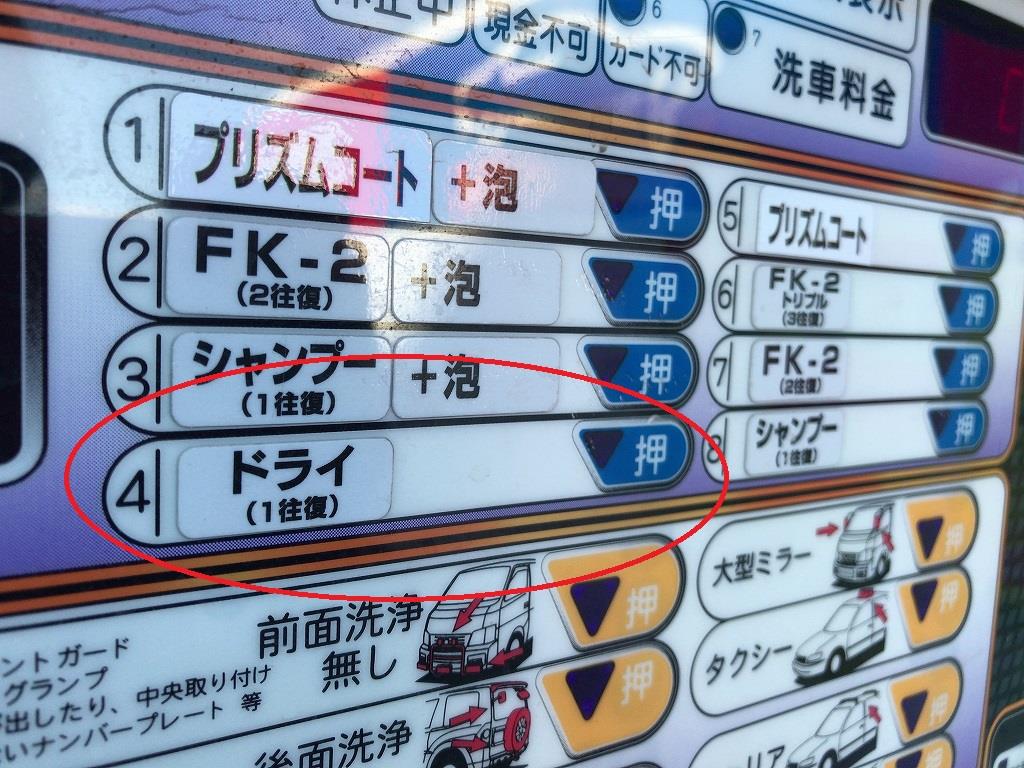 現金不可
6
カード不可
7
洗車料金
1
プリズムコート
+泡
押
2
FK-2
(2往復)
+泡
押
3
シャンプー
(1往復)
+泡
押
4
ドライ
(1往復)
押
5
プリズムコート
押
6
FK-2
トリプル
(3往復)
押
7
FK-2
(2往復)
押
8
シャンプー
(1往復)
押
ント ガード
グランプ
出したり、中央取り付け
いナンバープレート 等
前面洗浄
無し
押
後面洗浄
押
大型ミラー
押
タクシー
押
押